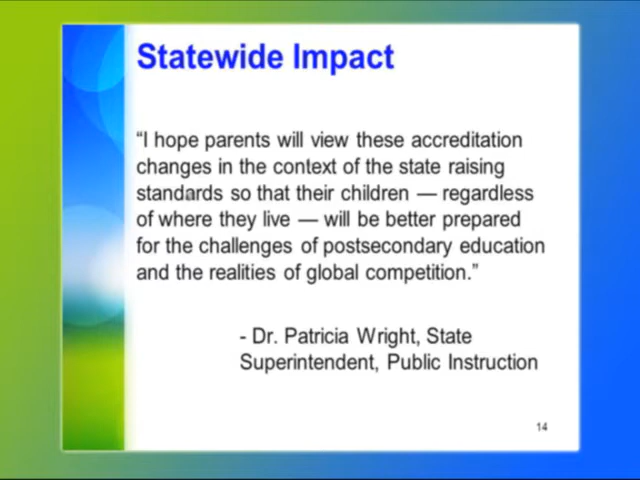 Statewide Impact
“I hope parents will view these accreditation
changes in the context of the state raising
standards so that their children — regardless
of where they live — will be better prepared
for the challenges of postsecondary education
and the realities of global competition.”
- Dr. Patricia Wright, State
Superintendent, Public Instruction
14